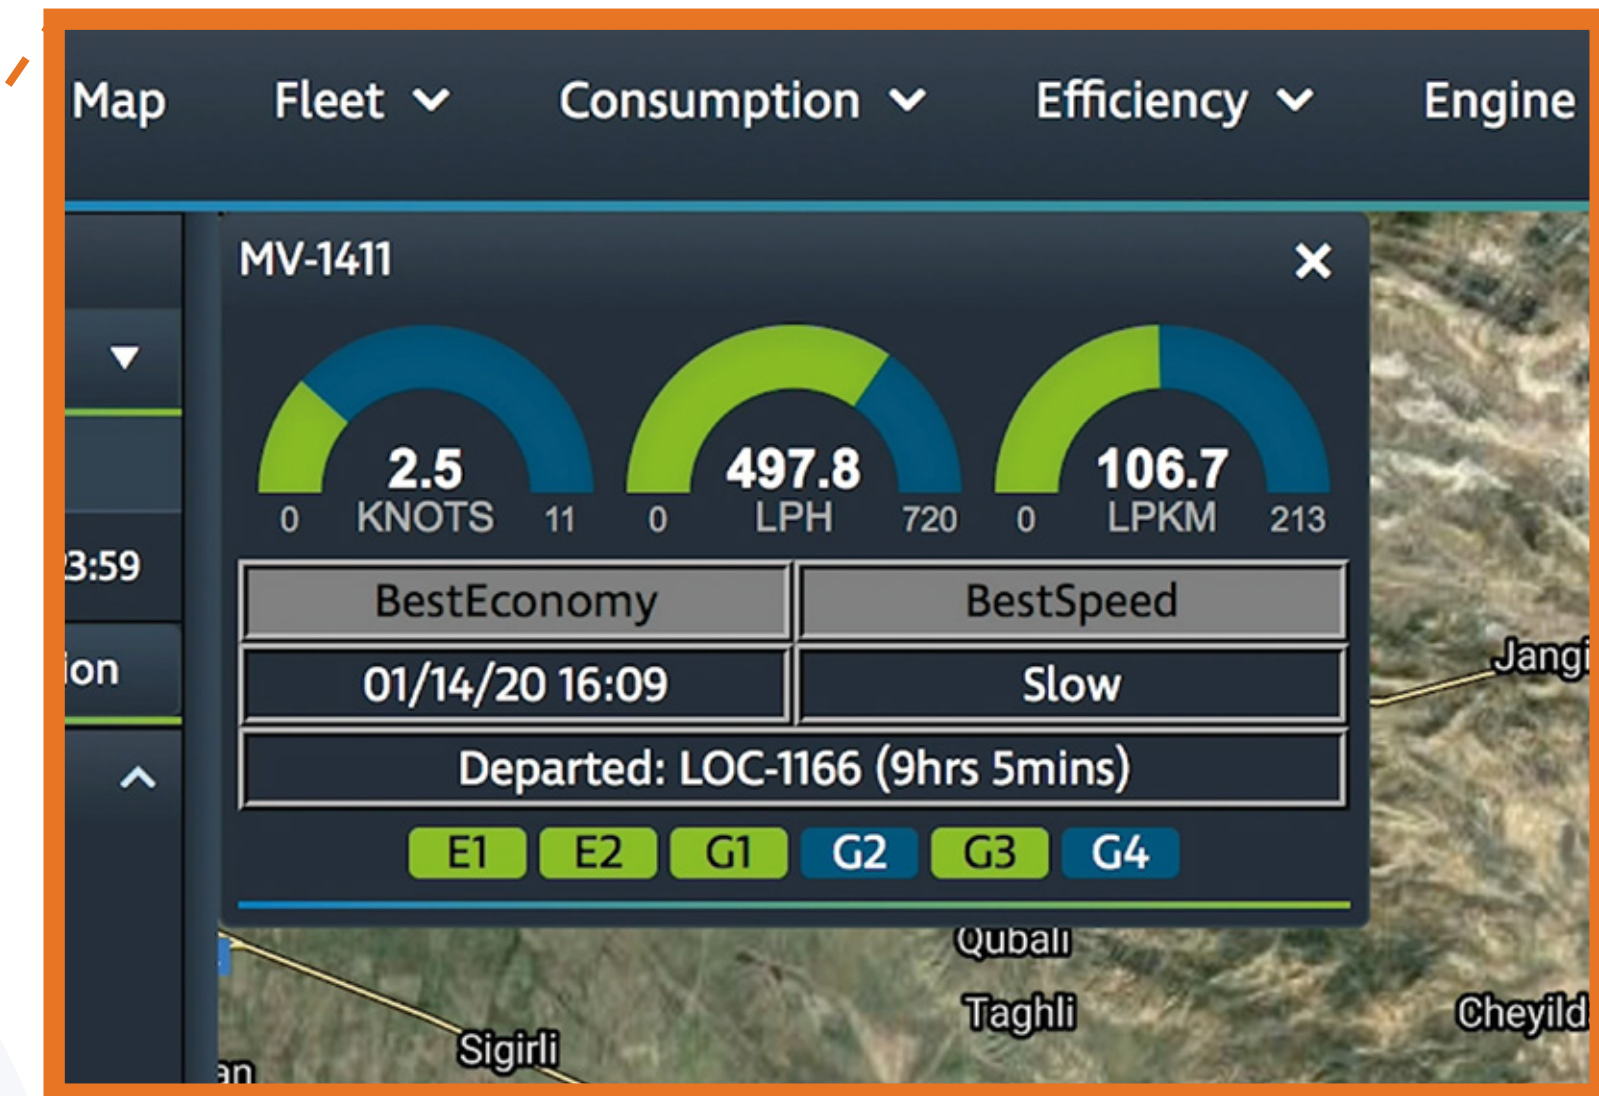 Map Fleet Consumption Efficiency Engine
MV-1411
2.5 497.8 106.7
0 KNOTS 11 0 LPH 720 0 LPKM 213
3:59
BestEconomy BestSpeed
ion
01/14/20 16:09 Slow
Jangi
Departed: LOC-1166 (9hrs 5mins)
E1 E2 G1 G2 G3 G4
Qubali
Taghli
Cheyild
Sigirli
an